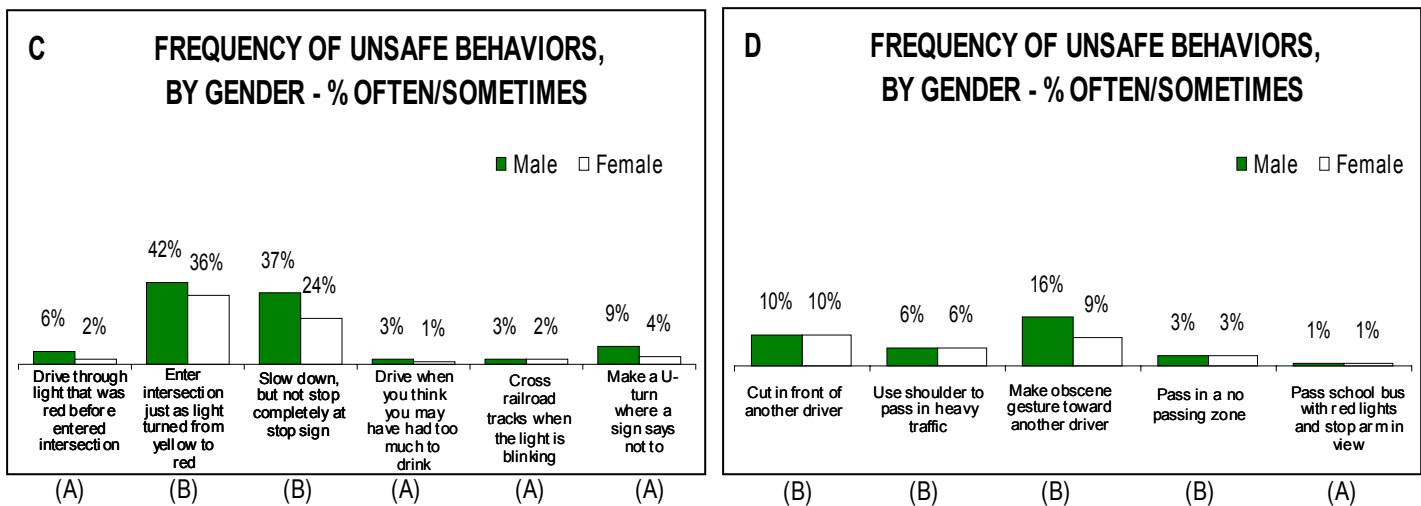 C
FREQUENCY OF UNSAFE BEHAVIORS,
BY GENDER - % OFTEN/SOMETIMES
Male Female
42%
36%
37%
24%
6%
2%
3%
1%
3%
2%
9%
4%
Drive through
light that was
red before
entered
intersection
Enter
intersection
just as light
turned from
yellow to
red
Slow down,
but not stop
completely at
stop sign
Drive when
you think
you may
have had too
much to
drink
Cross
railroad
tracks when
the light is
blinking
Make a U-
turn
where a
sign says
not to
(A) (B) (B) (A) (A) (A)
D
FREQUENCY OF UNSAFE BEHAVIORS,
BY GENDER - % OFTEN/SOMETIMES
Male Female
10% 10%
6% 6%
16%
9%
3% 3%
1% 1%
Cut in front of
another driver
Use shoulder to
pass in heavy
traffic
Make obscene
gesture toward
another driver
Pass in a no
passing zone
Pass school bus
with red lights
and stop arm in
view
(B) (B) (B) (B) (A)